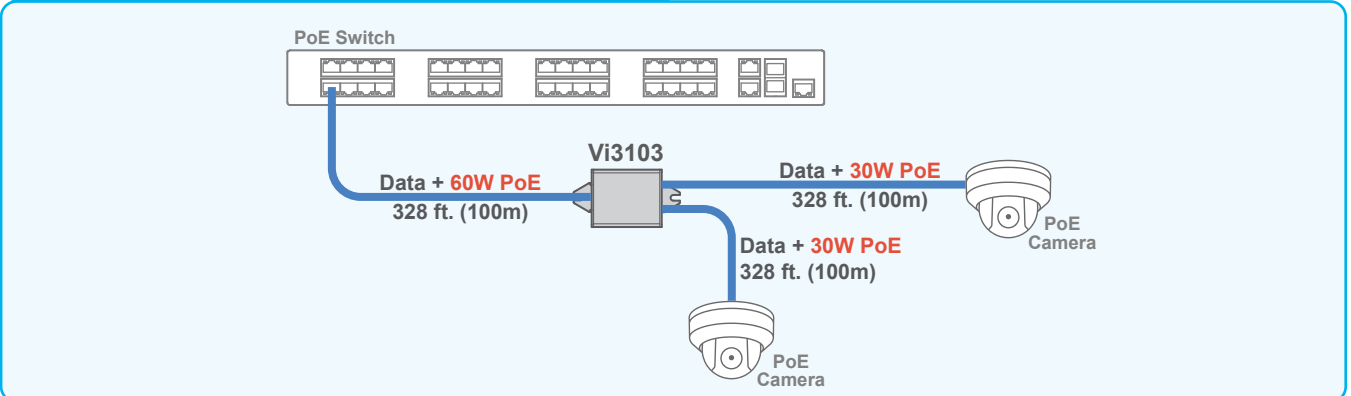 PoE Switch
Vi3103
Data + 60W PoE
328 ft. (100m)
Data + 30W PoE
328 ft. (100m)
PoE
Camera
Data + 30W PoE
328 ft. (100m)
PoE
Camera